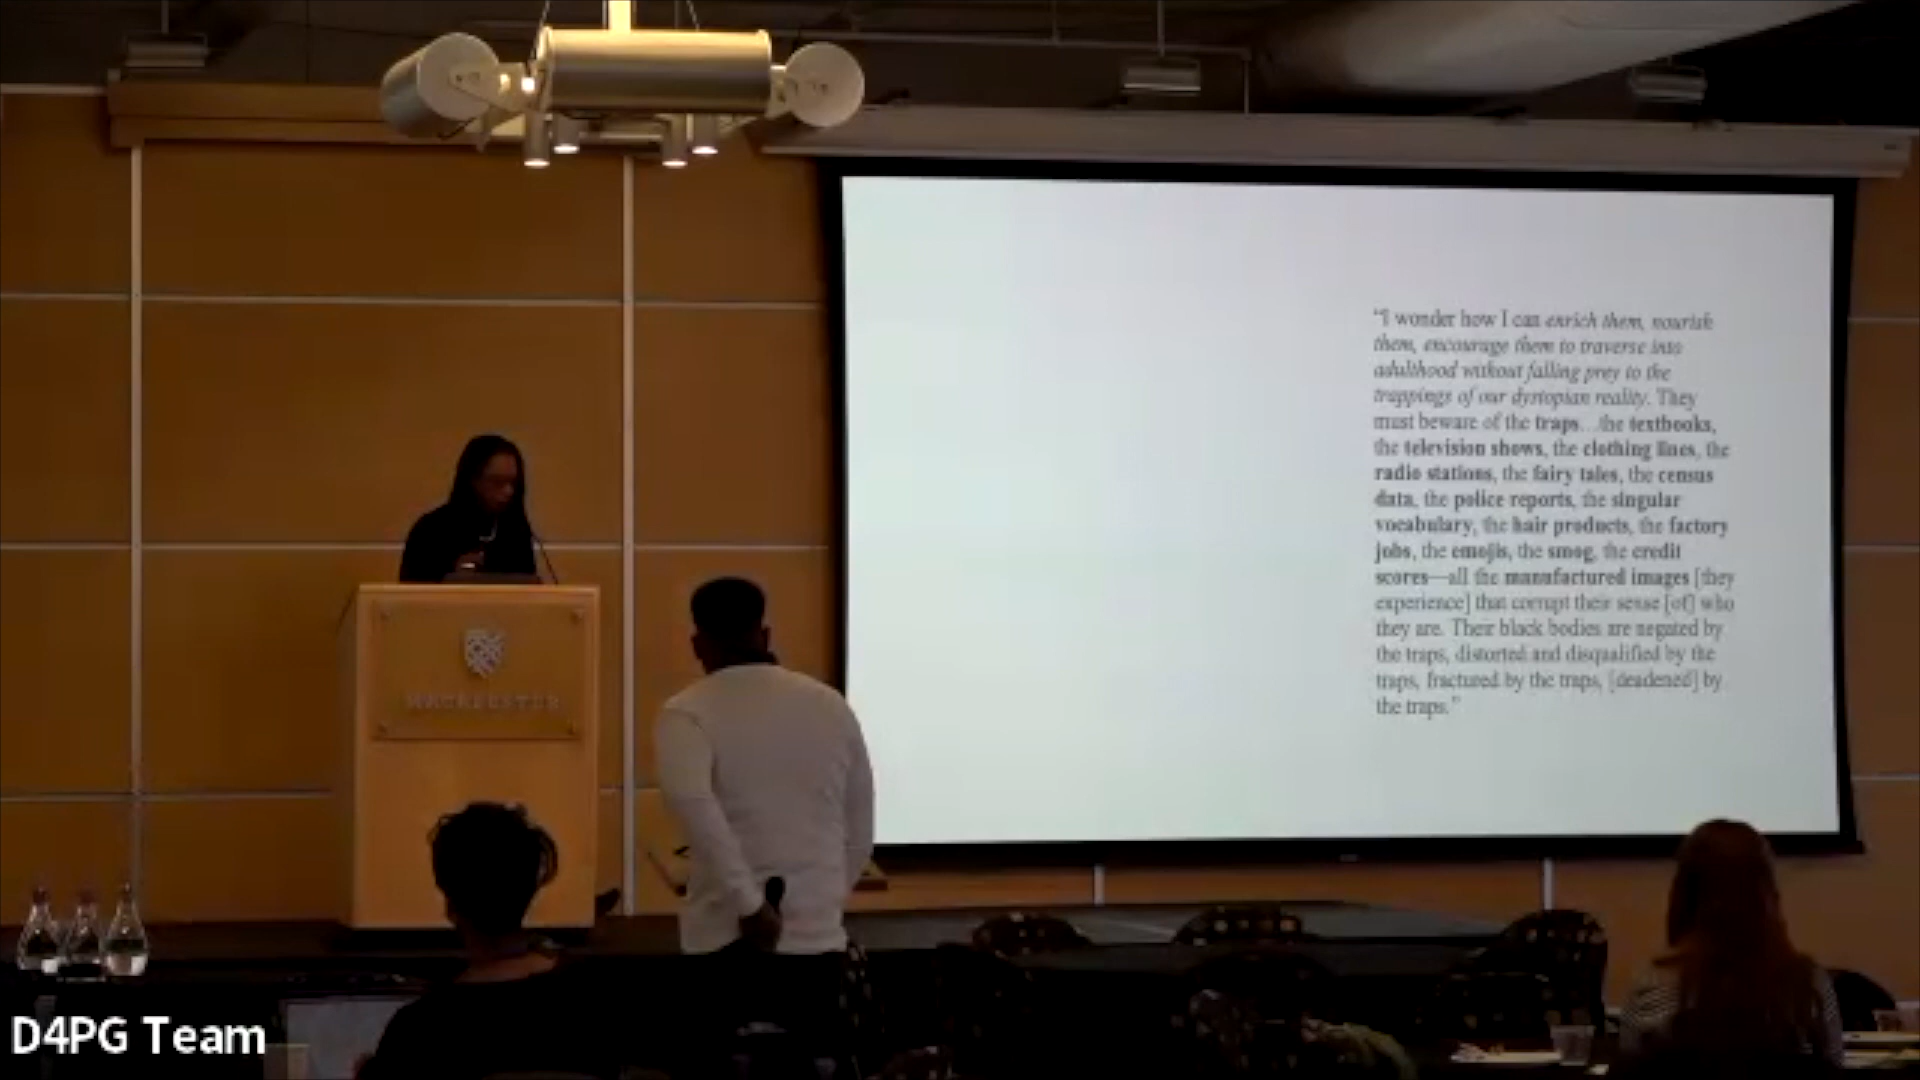 "I wonder how I can enrich them, nourish
them, encourage them to traverse into
adulthood without falling prey to the
trappings of our dystopian reality. They
must beware of the traps...the textbooks,
the television shows, the clothing lines, the
radio stations, the fairy tales, the census
data, the police reports, the singular
vocabulary, the hair products, the factory
jobs, the emojis, the smog, the credit
scores—all the manufactured images [they
experience] that corrupt their sense [of] who
they are. Their black bodies are negated by
the traps, distorted and disqualified by the
traps, fractured by the traps, [deadened] by
the traps."
MACALESTER
D4PG Team